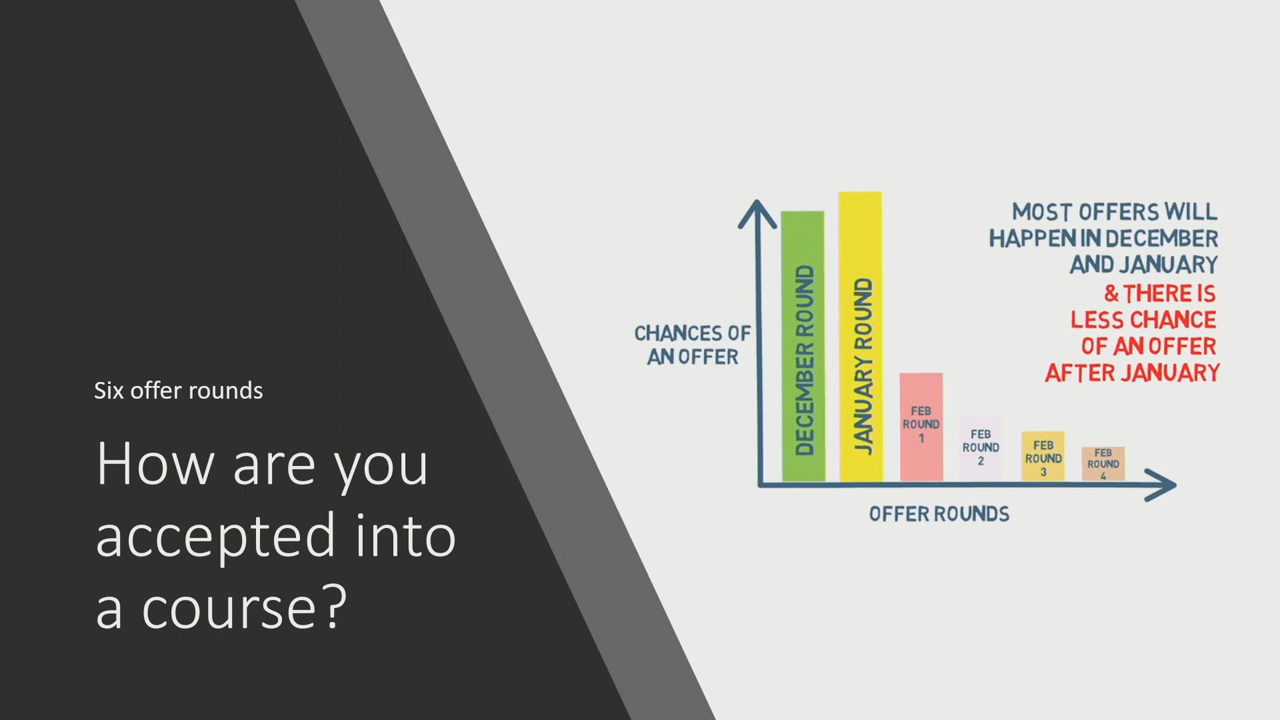 Six offer rounds
How are you
accepted into
a course?
CHANCES OF
AN OFFER
DECEMBER ROUND
JANUARY ROUND
FEB
ROUND
1
FEB
ROUND
2
FEB
ROUND
3
FEB
ROUND
4
OFFER ROUNDS
MOST OFFERS WILL
HAPPEN IN DECEMBER
AND JANUARY
& THERE IS
LESS CHANCE
OF AN OFFER
AFTER JANUARY